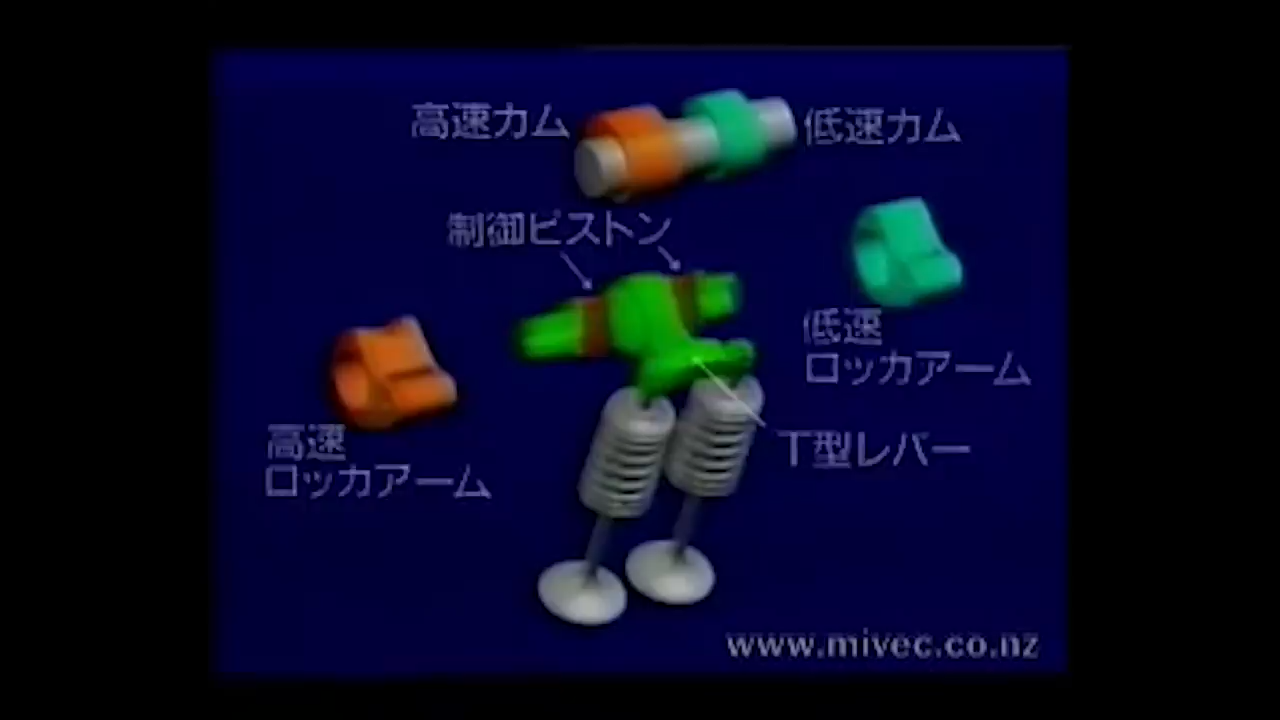 高速カム
低速カム
制御ピストン
低速
ロッカアーム
高速
ロッカアーム
T型レバー
www.mivec.co.nz